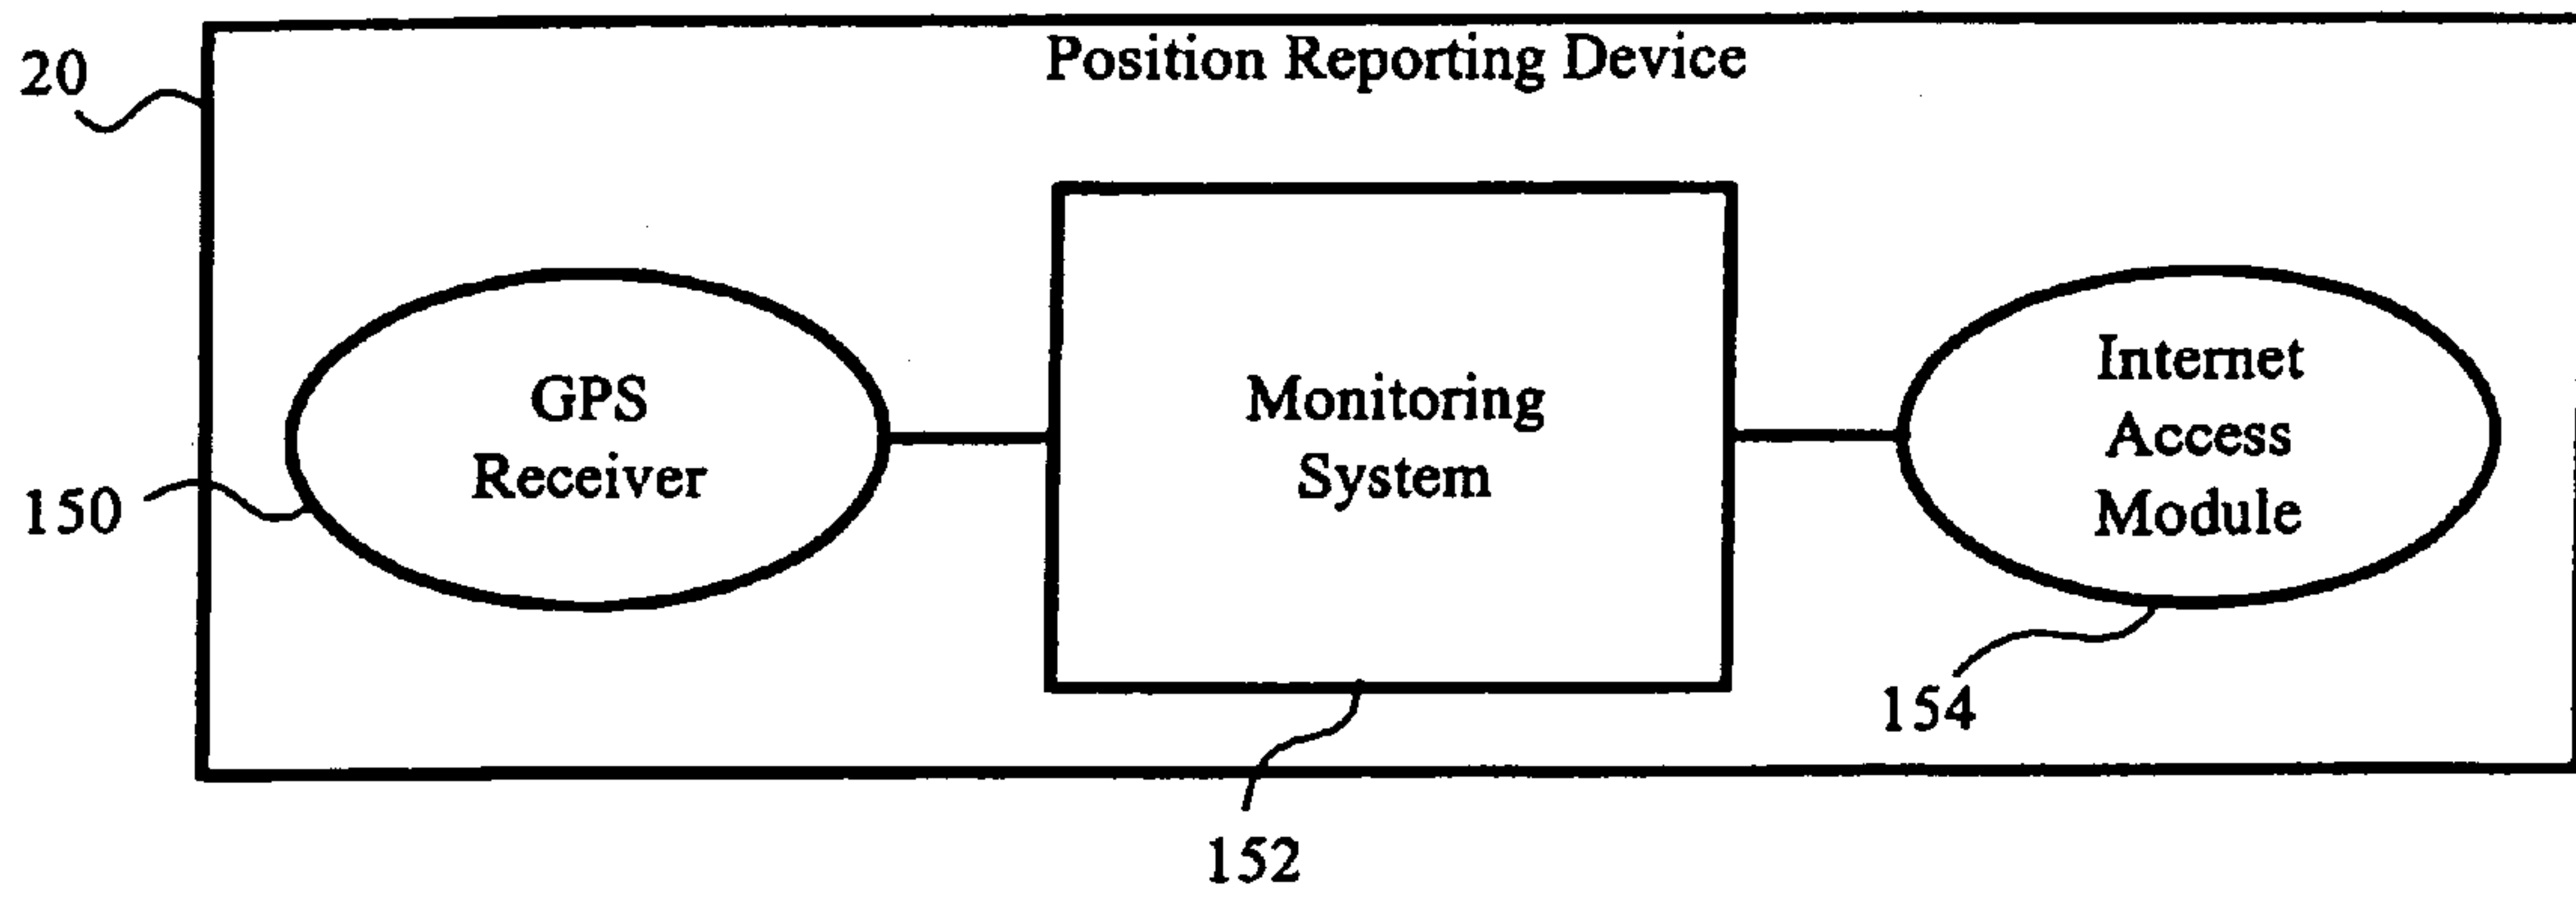 Position Reporting Device
20
GPS
Receiver
150
Monitoring
System
152
Internet
Access
Module
154